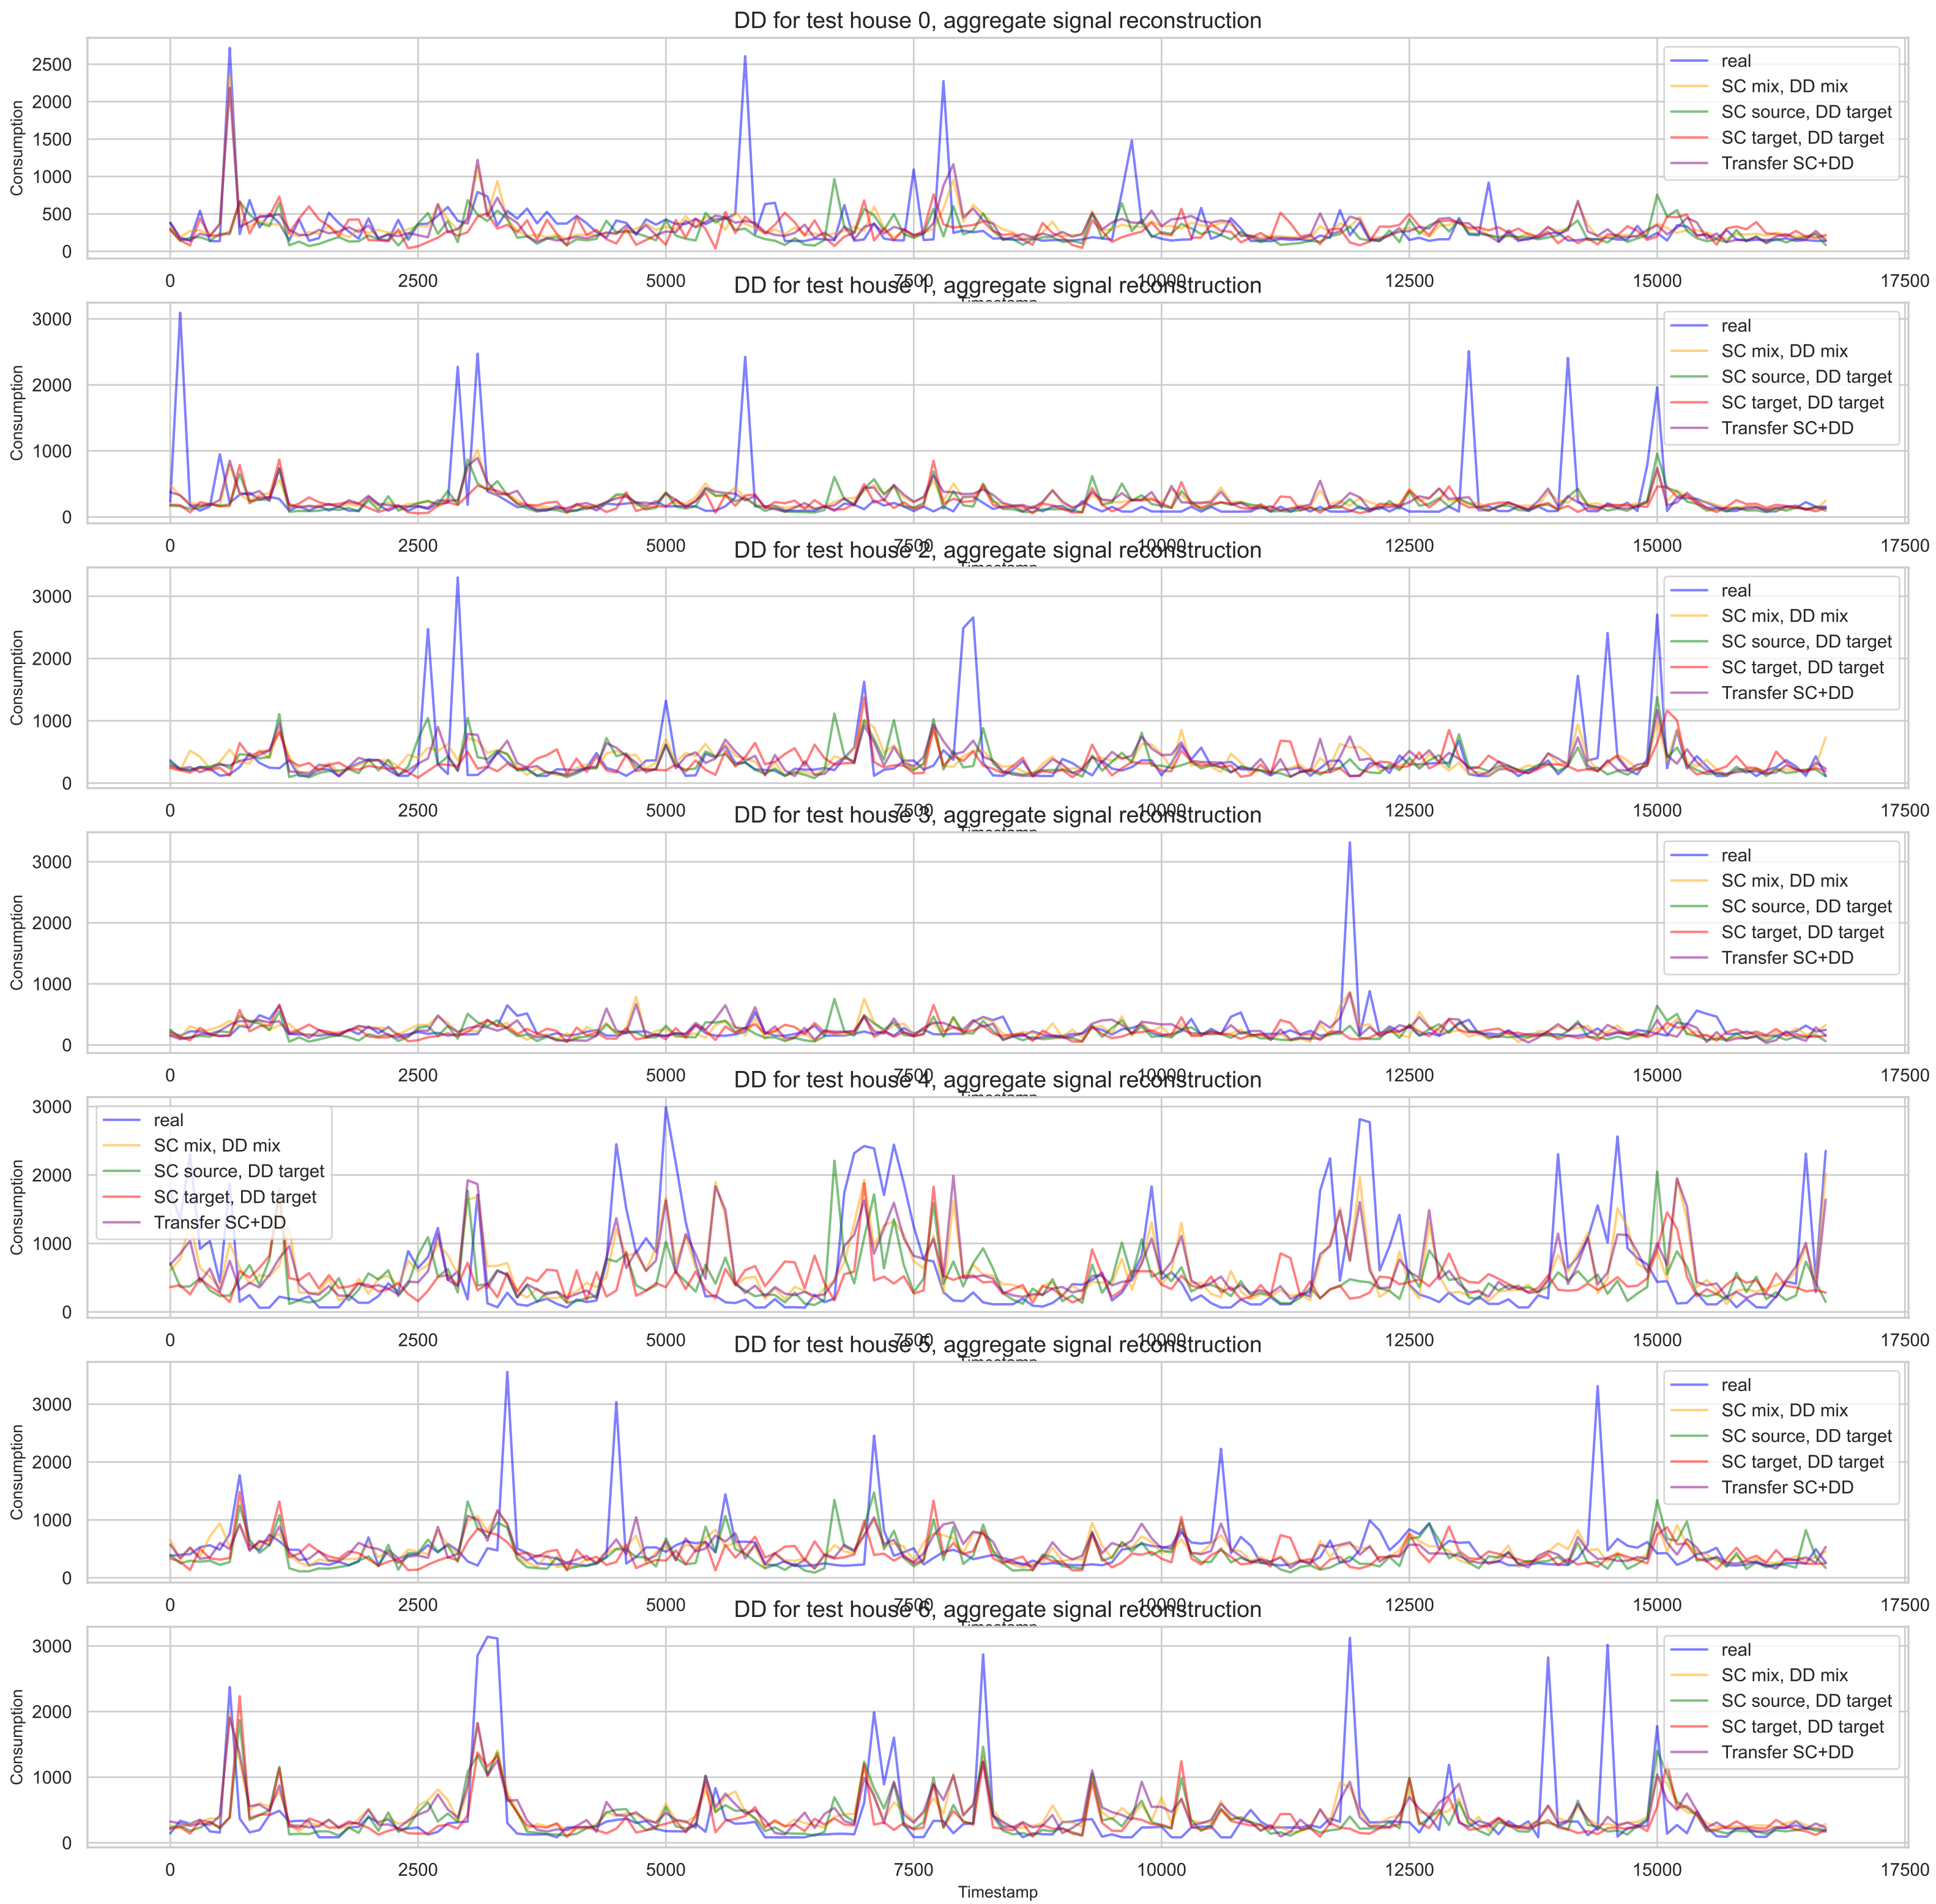 DD for test house 0, aggregate signal reconstruction
Consumption
2500
2000
1500
1000
500
0
real
SC mix, DD mix
SC source, DD target
SC target, DD target
Transfer SC+DD
0 2500 5000 7500 10000 12500 15000 17500
Timestamp
DD for test house 1, aggregate signal reconstruction
Consumption
3000
2000
1000
0
real
SC mix, DD mix
SC source, DD target
SC target, DD target
Transfer SC+DD
0 2500 5000 7500 10000 12500 15000 17500
Timestamp
DD for test house 2, aggregate signal reconstruction
Consumption
3000
2000
1000
0
real
SC mix, DD mix
SC source, DD target
SC target, DD target
Transfer SC+DD
0 2500 5000 7500 10000 12500 15000 17500
Timestamp
DD for test house 3, aggregate signal reconstruction
Consumption
3000
2000
1000
0
real
SC mix, DD mix
SC source, DD target
SC target, DD target
Transfer SC+DD
0 2500 5000 7500 10000 12500 15000 17500
Timestamp
DD for test house 4, aggregate signal reconstruction
Consumption
3000
2000
1000
0
real
SC mix, DD mix
SC source, DD target
SC target, DD target
Transfer SC+DD
0 2500 5000 7500 10000 12500 15000 17500
Timestamp
DD for test house 5, aggregate signal reconstruction
Consumption
3000
2000
1000
0
real
SC mix, DD mix
SC source, DD target
SC target, DD target
Transfer SC+DD
0 2500 5000 7500 10000 12500 15000 17500
Timestamp
DD for test house 6, aggregate signal reconstruction
Consumption
3000
2000
1000
0
real
SC mix, DD mix
SC source, DD target
SC target, DD target
Transfer SC+DD
0 2500 5000 7500 10000 12500 15000 17500
Timestamp